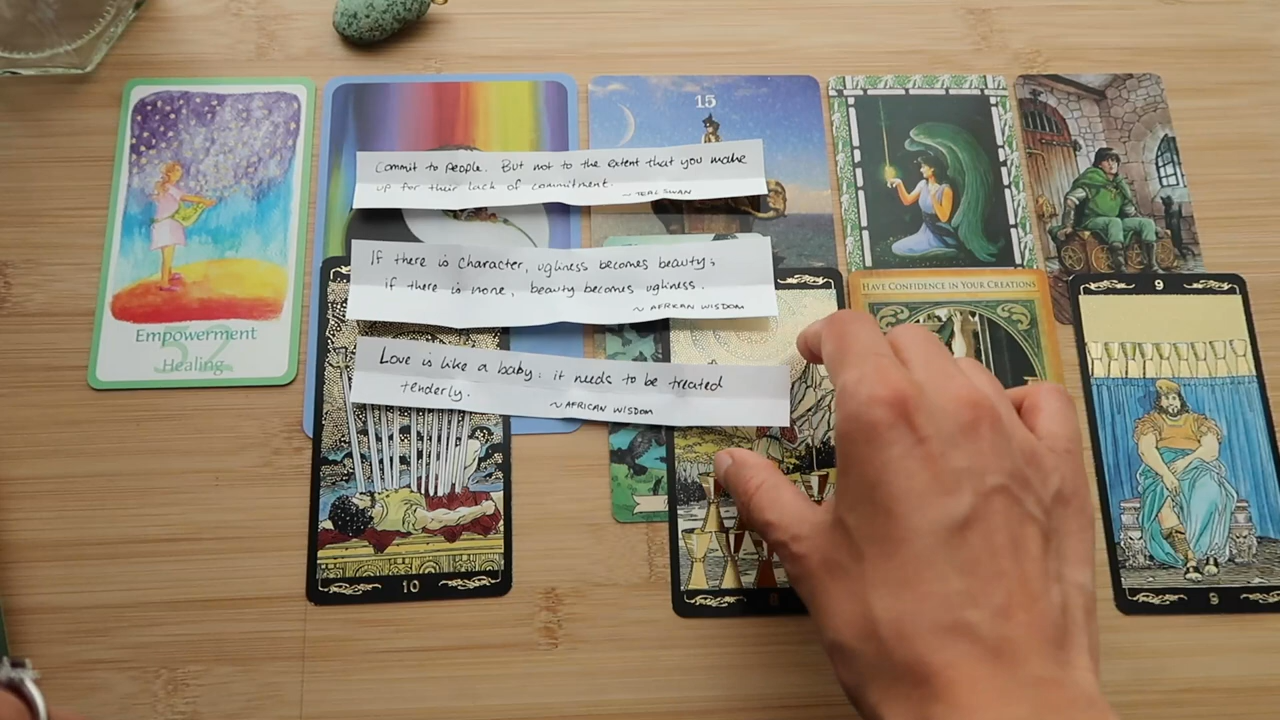 15
Commit to people. But not to the extent that you make
up for their lack of commitment.
~ TEAL SWAN
If there is character, ugliness becomes beauty;
if there is none, beauty becomes ugliness.
~ AFRICAN WISDOM
Love is like a baby: it needs to be treated
tenderly.
~ AFRICAN WISDOM
Empowerment
32
Healing
HAVE CONFIDENCE IN YOUR CREATIONS
9
10
8
9